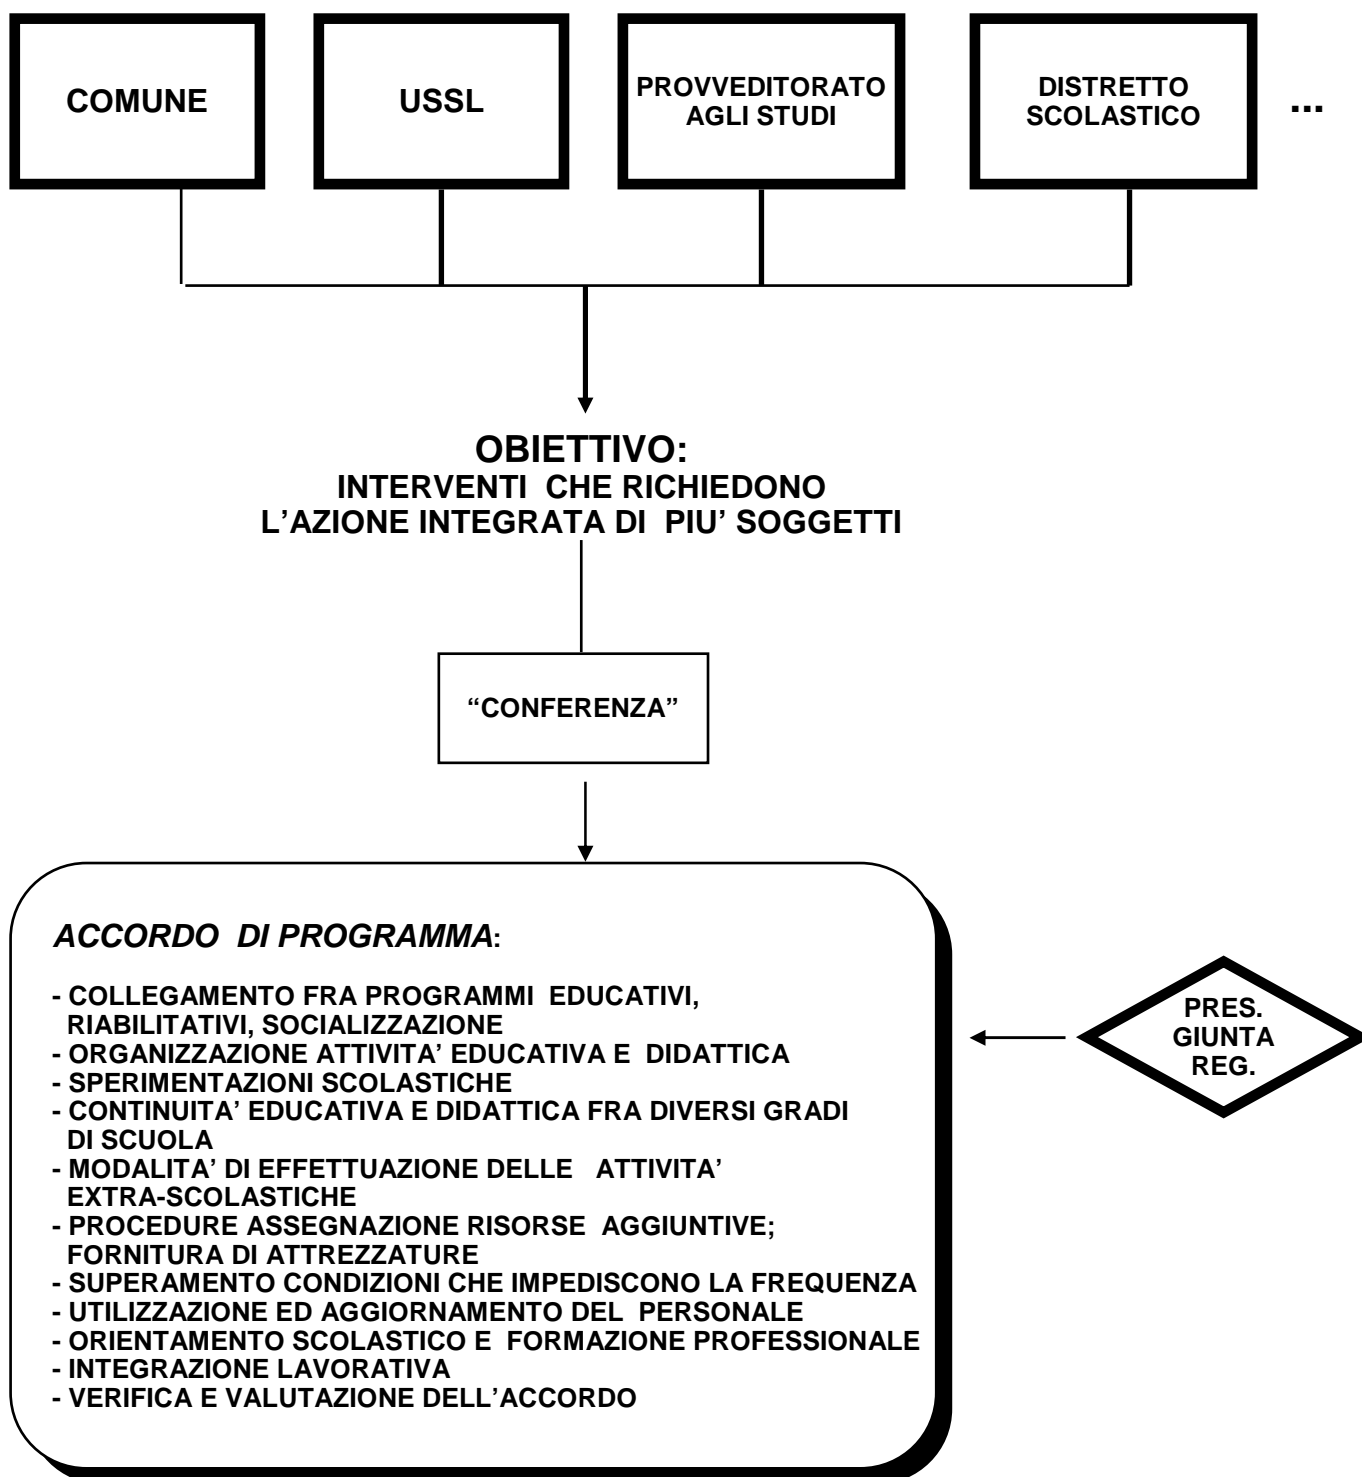 COMUNE
USSL
PROVVEDITORATO
AGLI STUDI
DISTRETTO
SCOLASTICO
...
OBIETTIVO:
INTERVENTI CHE RICHIEDONO
L’AZIONE INTEGRATA DI PIU’ SOGGETTI
“CONFERENZA”
ACCORDO DI PROGRAMMA:
- COLLEGAMENTO FRA PROGRAMMI EDUCATIVI,
RIABILITATIVI, SOCIALIZZAZIONE
- ORGANIZZAZIONE ATTIVITA’ EDUCATIVA E DIDATTICA
- SPERIMENTAZIONI SCOLASTICHE
- CONTINUITA’ EDUCATIVA E DIDATTICA FRA DIVERSI GRADI
DI SCUOLA
- MODALITA’ DI EFFETTUAZIONE DELLE ATTIVITA’
EXTRA-SCOLASTICHE
- PROCEDURE ASSEGNAZIONE RISORSE AGGIUNTIVE;
FORNITURA DI ATTREZZATURE
- SUPERAMENTO CONDIZIONI CHE IMPEDISCONO LA FREQUENZA
- UTILIZZAZIONE ED AGGIORNAMENTO DEL PERSONALE
- ORIENTAMENTO SCOLASTICO E FORMAZIONE PROFESSIONALE
- INTEGRAZIONE LAVORATIVA
- VERIFICA E VALUTAZIONE DELL’ACCORDO
PRES.
GIUNTA
REG.